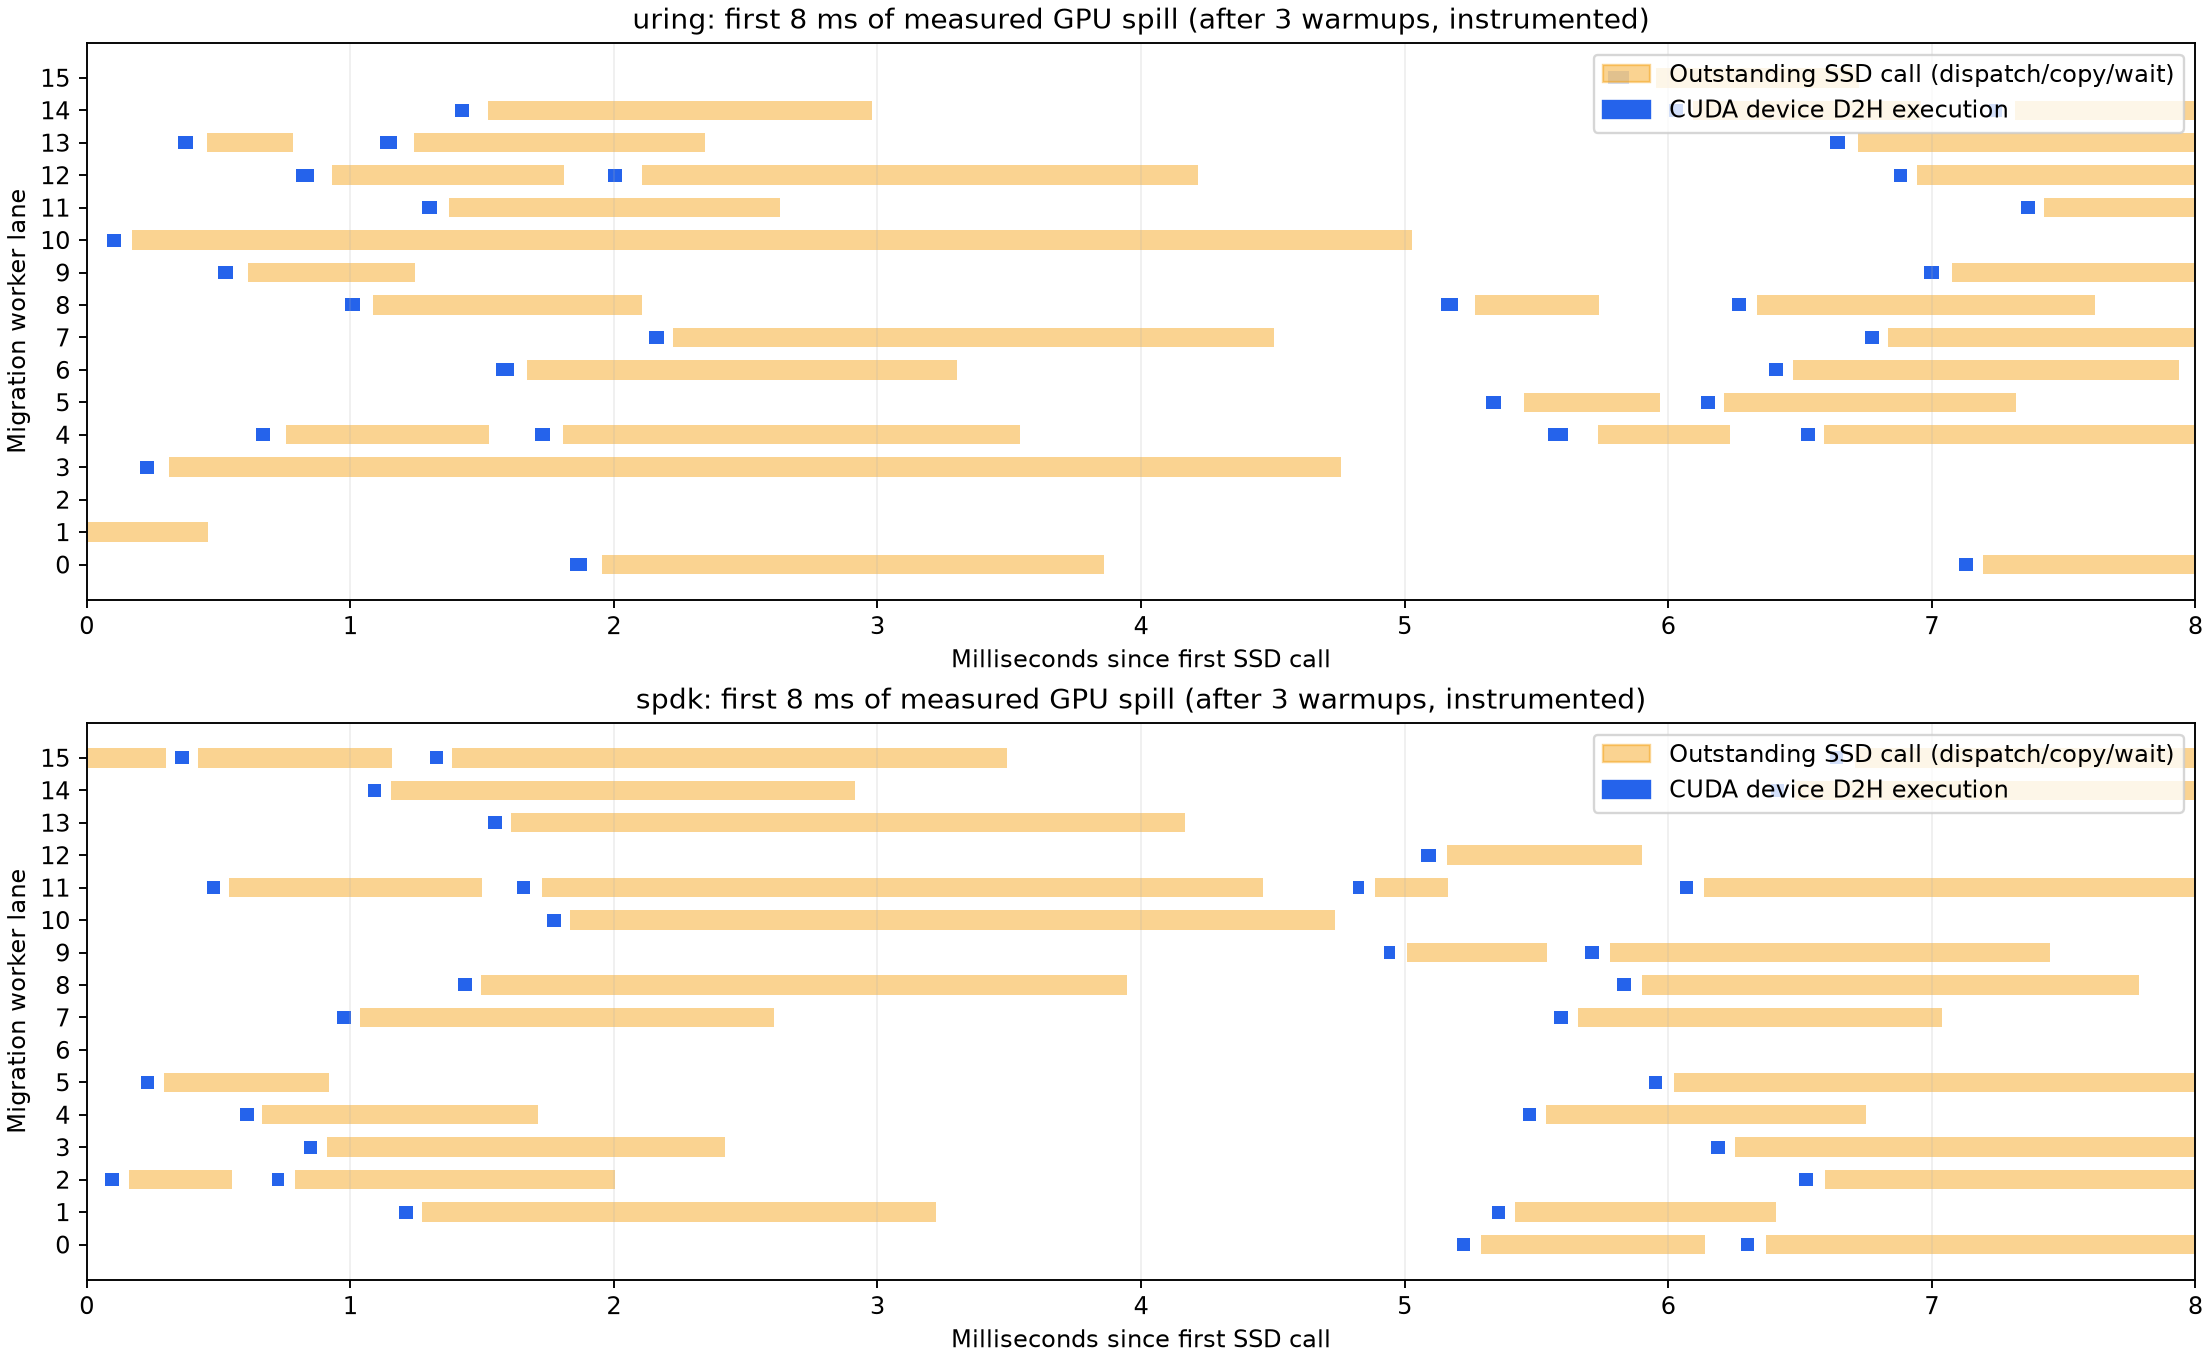 uring: first 8 ms of measured GPU spill (after 3 warmups, instrumented)
Outstanding SSD call (dispatch/copy/wait)
CUDA device D2H execution
Migration worker lane
15
14
13
12
11
10
9
8
7
6
5
4
3
2
1
0
0 1 2 3 4 5 6 7 8
Milliseconds since first SSD call
spdk: first 8 ms of measured GPU spill (after 3 warmups, instrumented)
Outstanding SSD call (dispatch/copy/wait)
CUDA device D2H execution
Migration worker lane
15
14
13
12
11
10
9
8
7
6
5
4
3
2
1
0
0 1 2 3 4 5 6 7 8
Milliseconds since first SSD call